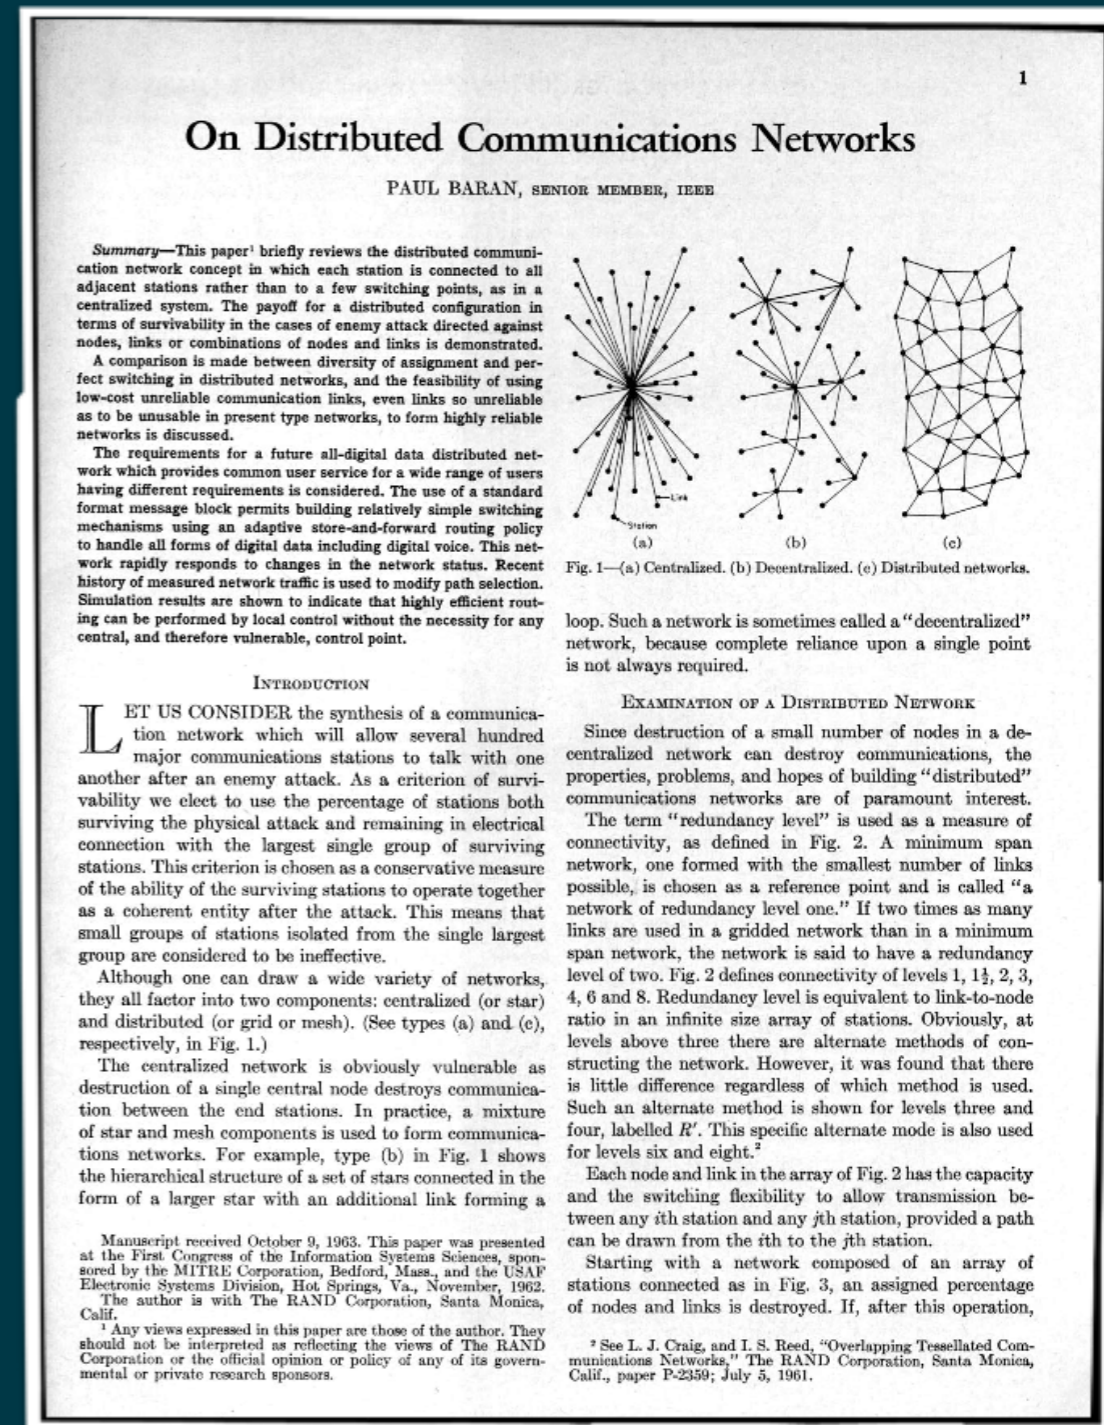 1
On Distributed Communications Networks
PAUL BARAN, SENIOR MEMBER, IEEE
Summary—This paper¹ briefly reviews the distributed communi-
cation network concept in which each station is connected to all
adjacent stations rather than to a few switching points, as in a
centralized system. The payoff for a distributed configuration in
terms of survivability in the cases of enemy attack directed against
nodes, links or combinations of nodes and links is demonstrated.
A comparison is made between diversity of assignment and per-
fect switching in distributed networks, and the feasibility of using
low-cost unreliable communication links, even links so unreliable
as to be unusable in present type networks, to form highly reliable
networks is discussed.
The requirements for a future all-digital data distributed net-
work which provides common user service for a wide range of users
having different requirements is considered. The use of a standard
format message block permits building relatively simple switching
mechanisms using an adaptive store-and-forward routing policy
to handle all forms of digital data including digital voice. This net-
work rapidly responds to changes in the network status. Recent
history of measured network traffic is used to modify path selection.
Simulation results are shown to indicate that highly efficient rout-
ing can be performed by local control without the necessity for any
central, and therefore vulnerable, control point.
INTRODUCTION
LET US CONSIDER the synthesis of a communica-
tion network which will allow several hundred
major communications stations to talk with one
another after an enemy attack. As a criterion of survi-
vability we elect to use the percentage of stations both
surviving the physical attack and remaining in electrical
connection with the largest single group of surviving
stations. This criterion is chosen as a conservative measure
of the ability of the surviving stations to operate together
as a coherent entity after the attack. This means that
small groups of stations isolated from the single largest
group are considered to be ineffective.
Although one can draw a wide variety of networks,
they all factor into two components: centralized (or star)
and distributed (or grid or mesh). (See types (a) and (c),
respectively, in Fig. 1.)
The centralized network is obviously vulnerable as
destruction of a single central node destroys communica-
tion between the end stations. In practice, a mixture
of star and mesh components is used to form communica-
tions networks. For example, type (b) in Fig. 1 shows
the hierarchical structure of a set of stars connected in the
form of a larger star with an additional link forming a
Manuscript received October 9, 1963. This paper was presented
at the First Congress of the Information Systems Sciences, spon-
sored by the MITRE Corporation, Bedford, Mass., and the USAF
Electronic Systems Division, Hot Springs, Va., November, 1962.
The author is with The RAND Corporation, Santa Monica,
Calif.
¹ Any views expressed in this paper are those of the author. They
should not be interpreted as reflecting the views of The RAND
Corporation or the official opinion or policy of any of its govern-
mental or private research sponsors.
Link
Station
(a) (b) (c)
Fig. 1—(a) Centralized. (b) Decentralized. (c) Distributed networks.
loop. Such a network is sometimes called a “decentralized”
network, because complete reliance upon a single point
is not always required.
EXAMINATION OF A DISTRIBUTED NETWORK
Since destruction of a small number of nodes in a de-
centralized network can destroy communications, the
properties, problems, and hopes of building “distributed”
communications networks are of paramount interest.
The term “redundancy level” is used as a measure of
connectivity, as defined in Fig. 2. A minimum span
network, one formed with the smallest number of links
possible, is chosen as a reference point and is called “a
network of redundancy level one.” If two times as many
links are used in a gridded network than in a minimum
span network, the network is said to have a redundancy
level of two. Fig. 2 defines connectivity of levels 1, 1½, 2, 3,
4, 6 and 8. Redundancy level is equivalent to link-to-node
ratio in an infinite size array of stations. Obviously, at
levels above three there are alternate methods of con-
structing the network. However, it was found that there
is little difference regardless of which method is used.
Such an alternate method is shown for levels three and
four, labelled R′. This specific alternate mode is also used
for levels six and eight.²
Each node and link in the array of Fig. 2 has the capacity
and the switching flexibility to allow transmission be-
tween any ith station and any jth station, provided a path
can be drawn from the ith to the jth station.
Starting with a network composed of an array of
stations connected as in Fig. 3, an assigned percentage
of nodes and links is destroyed. If, after this operation,
² See L. J. Craig, and I. S. Reed, “Overlapping Tessellated Com-
munications Networks,” The RAND Corporation, Santa Monica,
Calif., paper P-2359; July 5, 1961.